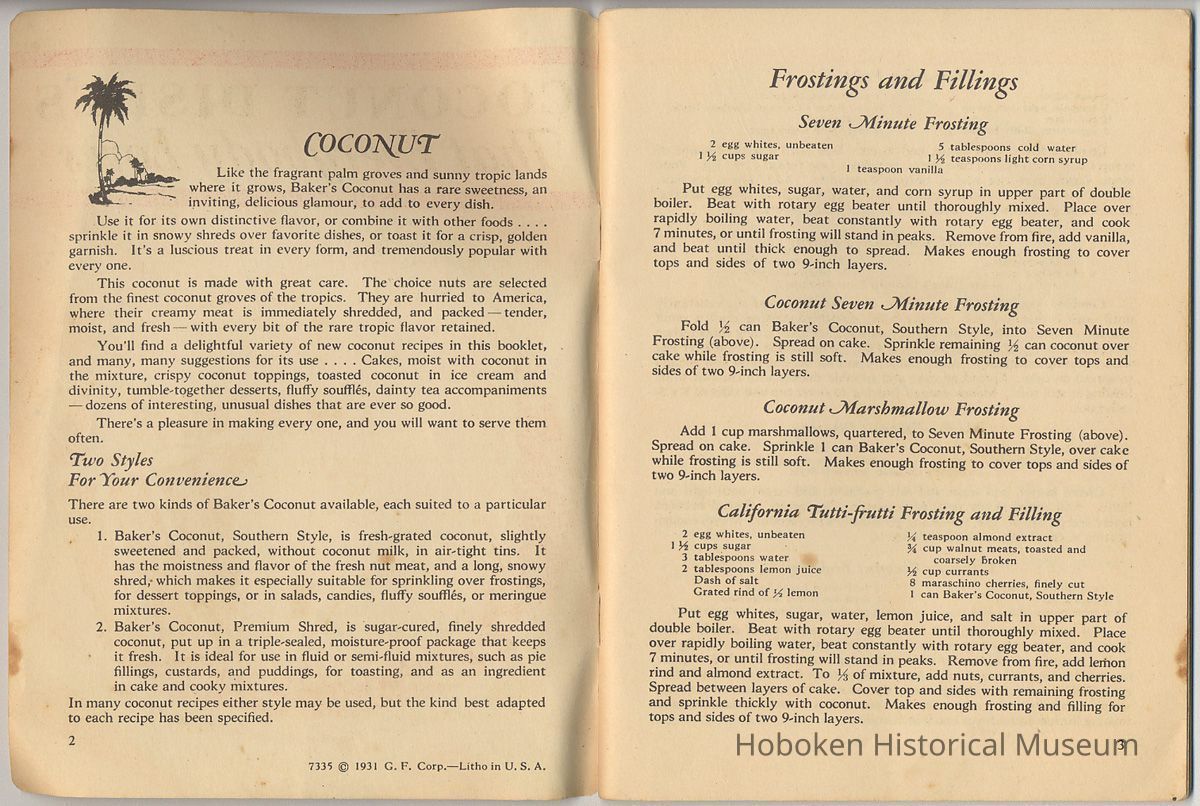 COCONUT
Like the fragrant palm groves and sunny tropic lands
where it grows, Baker's Coconut has a rare sweetness, an
inviting, delicious glamour, to add to every dish.
Use it for its own distinctive flavor, or combine it with other foods . . . .
sprinkle it in snowy shreds over favorite dishes, or toast it for a crisp, golden
garnish. It's a luscious treat in every form, and tremendously popular with
every one.
This coconut is made with great care. The choice nuts are selected
from the finest coconut groves of the tropics. They are hurried to America,
where their creamy meat is immediately shredded, and packed — tender,
moist, and fresh — with every bit of the rare tropic flavor retained.
You'll find a delightful variety of new coconut recipes in this booklet,
and many, many suggestions for its use . . . . Cakes, moist with coconut in
the mixture, crispy coconut toppings, toasted coconut in ice cream and
divinity, tumble-together desserts, fluffy soufflés, dainty tea accompaniments
— dozens of interesting, unusual dishes that are ever so good.
There's a pleasure in making every one, and you will want to serve them
often.
Two Styles
For Your Convenience
There are two kinds of Baker's Coconut available, each suited to a particular
use.
1. Baker's Coconut, Southern Style, is fresh-grated coconut, slightly
sweetened and packed, without coconut milk, in air-tight tins. It
has the moistness and flavor of the fresh nut meat, and a long, snowy
shred, which makes it especially suitable for sprinkling over frostings,
for dessert toppings, or in salads, candies, fluffy soufflés, or meringue
mixtures.
2. Baker's Coconut, Premium Shred, is sugar-cured, finely shredded
coconut, put up in a triple-sealed, moisture-proof package that keeps
it fresh. It is ideal for use in fluid or semi-fluid mixtures, such as pie
fillings, custards, and puddings, for toasting, and as an ingredient
in cake and cooky mixtures.
In many coconut recipes either style may be used, but the kind best adapted
to each recipe has been specified.
2
7335 © 1931 G. F. Corp.—Litho in U. S. A.
Frostings and Fillings
Seven Minute Frosting
2 egg whites, unbeaten
1 ½ cups sugar
5 tablespoons cold water
1 ½ teaspoons light corn syrup
1 teaspoon vanilla
Put egg whites, sugar, water, and corn syrup in upper part of double
boiler. Beat with rotary egg beater until thoroughly mixed. Place over
rapidly boiling water, beat constantly with rotary egg beater, and cook
7 minutes, or until frosting will stand in peaks. Remove from fire, add vanilla,
and beat until thick enough to spread. Makes enough frosting to cover
tops and sides of two 9-inch layers.
Coconut Seven Minute Frosting
Fold ½ can Baker's Coconut, Southern Style, into Seven Minute
Frosting (above). Spread on cake. Sprinkle remaining ½ can coconut over
cake while frosting is still soft. Makes enough frosting to cover tops and
sides of two 9-inch layers.
Coconut Marshmallow Frosting
Add 1 cup marshmallows, quartered, to Seven Minute Frosting (above).
Spread on cake. Sprinkle 1 can Baker's Coconut, Southern Style, over cake
while frosting is still soft. Makes enough frosting to cover tops and sides of
two 9-inch layers.
California Tutti-frutti Frosting and Filling
2 egg whites, unbeaten
1 ½ cups sugar
3 tablespoons water
2 tablespoons lemon juice
Dash of salt
Grated rind of ½ lemon
¼ teaspoon almond extract
¾ cup walnut meats, toasted and
coarsely broken
½ cup currants
8 maraschino cherries, finely cut
1 can Baker's Coconut, Southern Style
Put egg whites, sugar, water, lemon juice, and salt in upper part of
double boiler. Beat with rotary egg beater until thoroughly mixed. Place
over rapidly boiling water, beat constantly with rotary egg beater, and cook
7 minutes, or until frosting will stand in peaks. Remove from fire, add lemon
rind and almond extract. To ⅓ of mixture, add nuts, currants, and cherries.
Spread between layers of cake. Cover top and sides with remaining frosting
and sprinkle thickly with coconut. Makes enough frosting and filling for
tops and sides of two 9-inch layers.
3
Hoboken Historical Museum